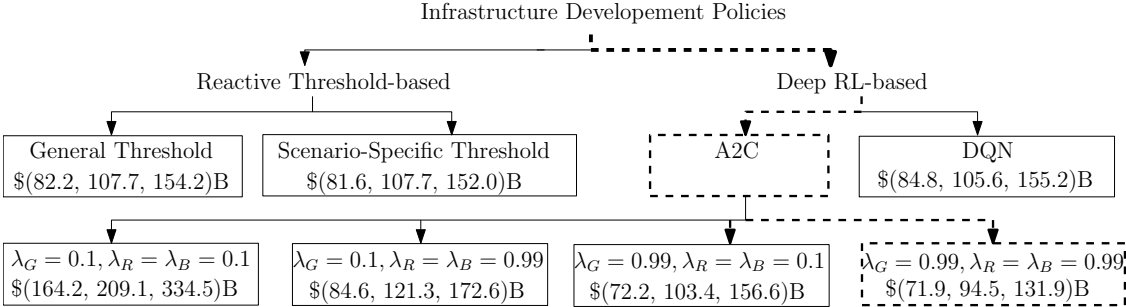 Infrastructure Developement Policies
Reactive Threshold-based
Deep RL-based
General Threshold
$(82.2, 107.7, 154.2)B
Scenario-Specific Threshold
$(81.6, 107.7, 152.0)B
A2C
DQN
$(84.8, 105.6, 155.2)B
λ_G = 0.1, λ_R = λ_B = 0.1
$(164.2, 209.1, 334.5)B
λ_G = 0.1, λ_R = λ_B = 0.99
$(84.6, 121.3, 172.6)B
λ_G = 0.99, λ_R = λ_B = 0.1
$(72.2, 103.4, 156.6)B
λ_G = 0.99, λ_R = λ_B = 0.99
$(71.9, 94.5, 131.9)B